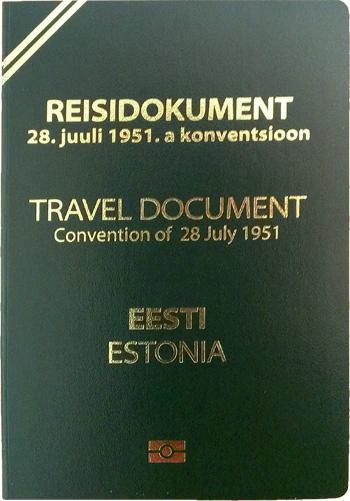 REISIDOKUMENT
28. juuli 1951. a konventsioon
TRAVEL DOCUMENT
Convention of 28 July 1951
EESTI
ESTONIA